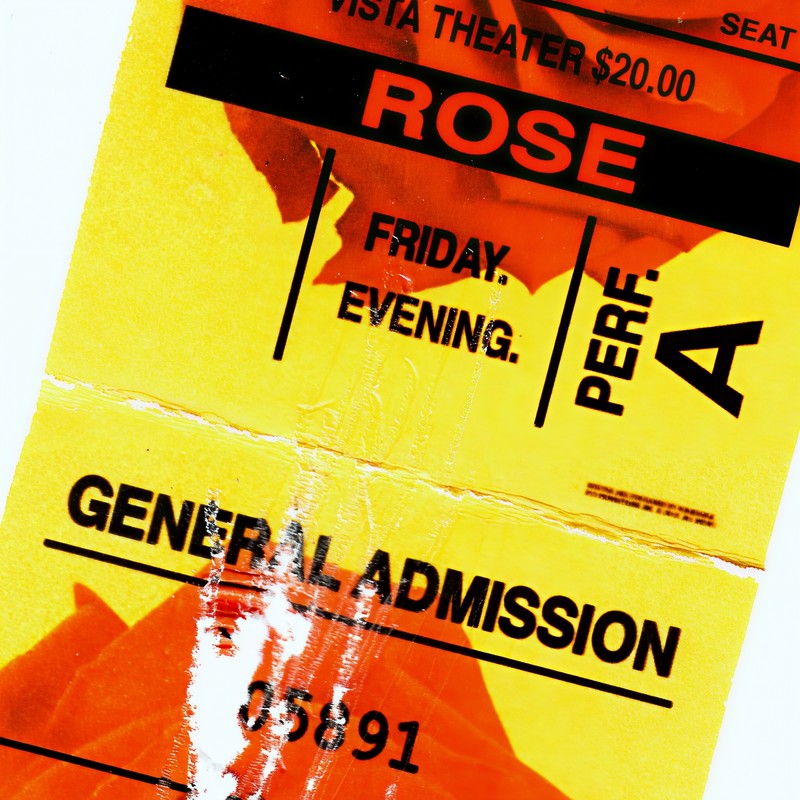 VISTA THEATER $20.00
SEAT
ROSE
FRIDAY.
EVENING.
PERF.
A
GENERAL ADMISSION
05891